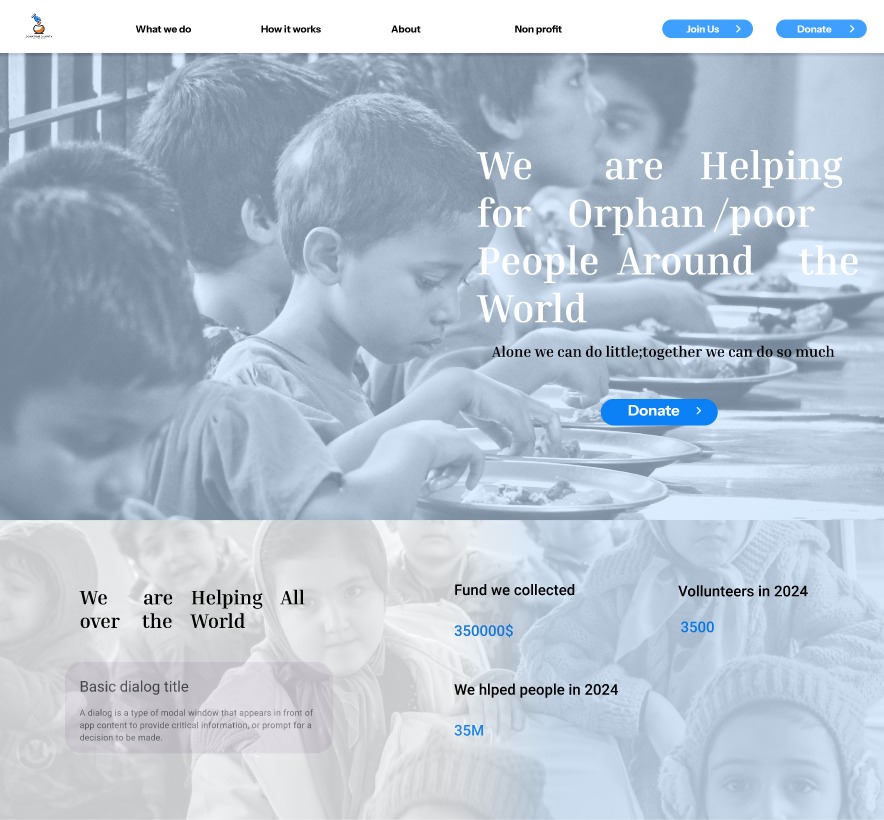 What we do
How it works
About
Non profit
Join Us
Donate
We are Helping
for Orphan /poor
People Around the
World
Alone we can do little;together we can do so much
Donate
We are Helping All
over the World
Basic dialog title
A dialog is a type of modal window that appears in front of
app content to provide critical information, or prompt for a
decision to be made.
Fund we collected
350000$
Vollunteers in 2024
3500
We hlped people in 2024
35M